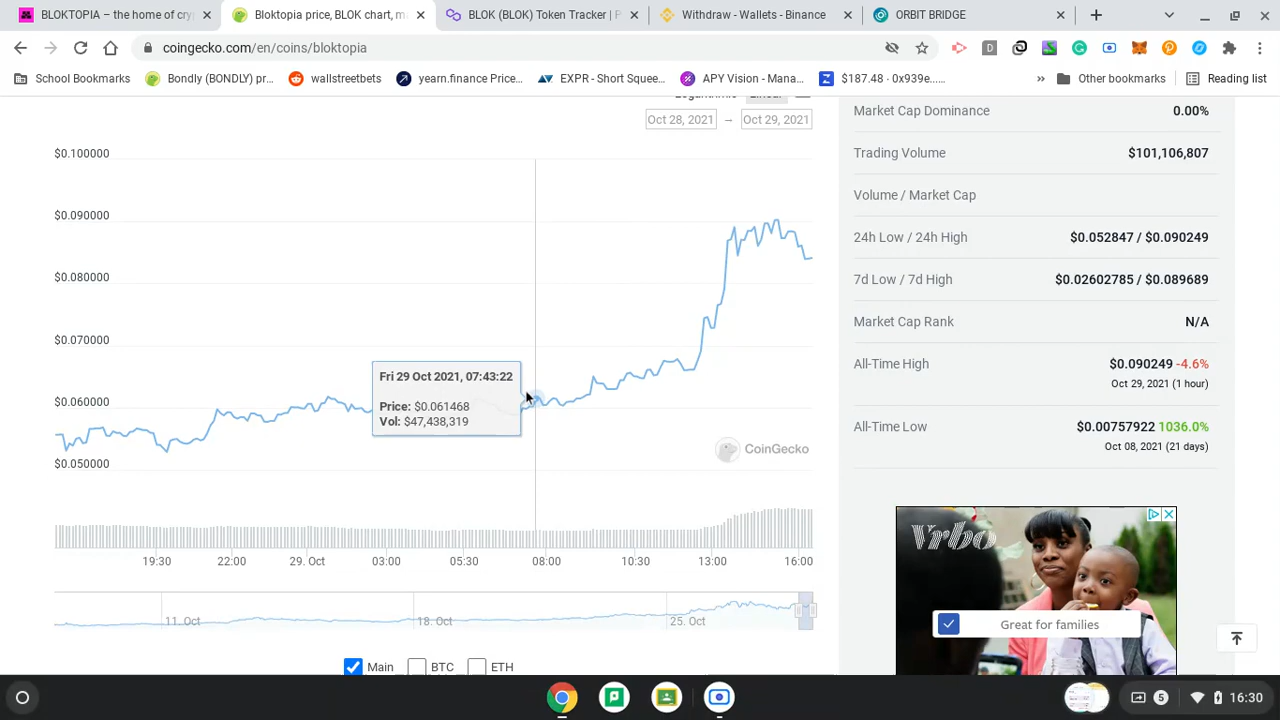 BLOKTOPIA – the home of cry
Bloktopia price, BLOK chart, m
BLOK (BLOK) Token Tracker | P
Withdraw - Wallets - Binance
ORBIT BRIDGE
coingecko.com/en/coins/bloktopia
School Bookmarks
Bondly (BONDLY) pr...
wallstreetbets
yearn.finance Price...
EXPR - Short Squee...
APY Vision - Mana...
$187.48 · 0x939e.....
»
Other bookmarks
Reading list
Logarithmic Linear
Oct 28, 2021 → Oct 29, 2021
$0.100000
$0.090000
$0.080000
$0.070000
$0.060000
$0.050000
Fri 29 Oct 2021, 07:43:22
Price: $0.061468
Vol: $47,438,319
CoinGecko
19:30 22:00 29. Oct 03:00 05:30 08:00 10:30 13:00 16:00
11. Oct 18. Oct 25. Oct
Main BTC ETH
Market Cap Dominance 0.00%
Trading Volume $101,106,807
Volume / Market Cap
24h Low / 24h High $0.052847 / $0.090249
7d Low / 7d High $0.02602785 / $0.089689
Market Cap Rank N/A
All-Time High $0.090249 -4.6%
Oct 29, 2021 (1 hour)
All-Time Low $0.00757922 1036.0%
Oct 08, 2021 (21 days)
Vrbo
Great for families
5 16:30